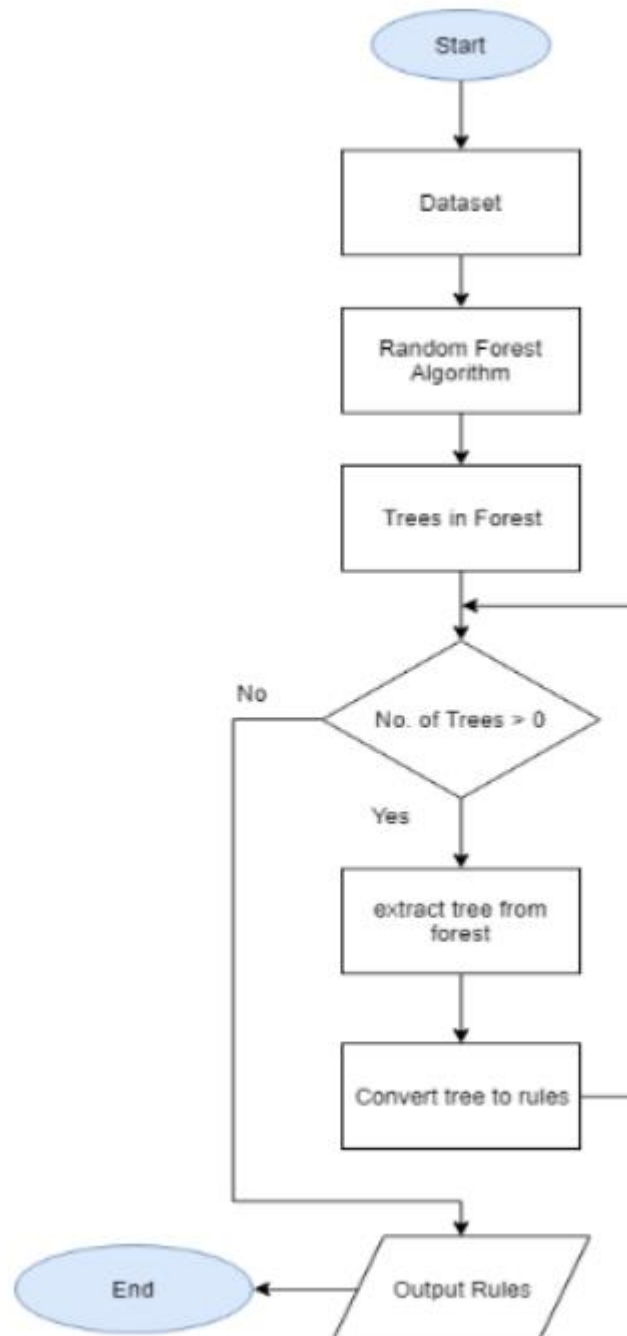 Start
Dataset
Random Forest
Algorithm
Trees in Forest
No
No. of Trees > 0
Yes
extract tree from
forest
Convert tree to rules
Output Rules
End